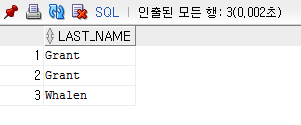 SQL | 인출된 모든 행: 3(0,002초)
LAST_NAME
1 Grant
2 Grant
3 Whalen